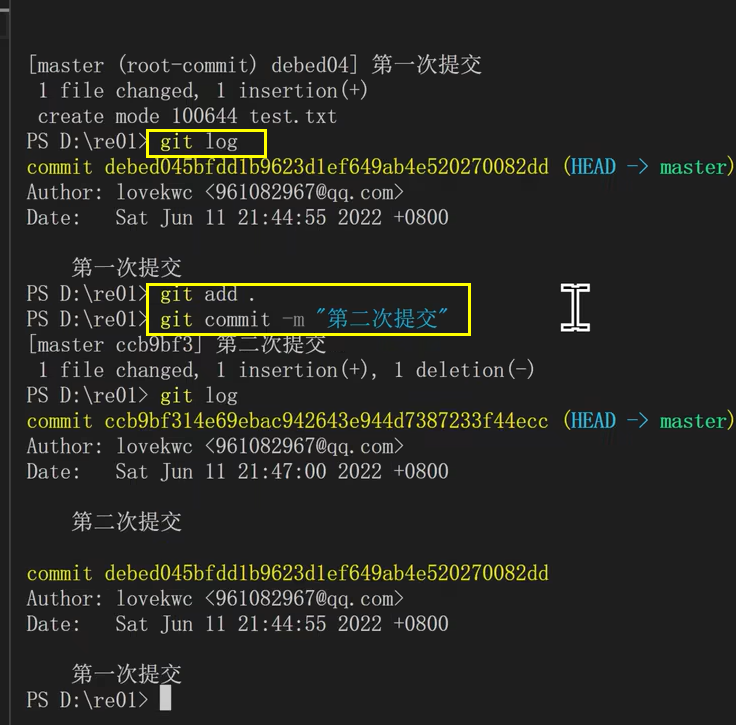 [master (root-commit) debed04] 第一次提交
 1 file changed, 1 insertion(+)
 create mode 100644 test.txt
PS D:\re01> git log
commit debed045bfdd1b9623d1ef649ab4e520270082dd (HEAD -> master)
Author: lovekwc <961082967@qq.com>
Date:   Sat Jun 11 21:44:55 2022 +0800
    第一次提交
PS D:\re01> git add .
PS D:\re01> git commit -m "第二次提交"
[master ccb9bf3] 第二次提交
 1 file changed, 1 insertion(+), 1 deletion(-)
PS D:\re01> git log
commit ccb9bf314e69ebac942643e944d7387233f44ecc (HEAD -> master)
Author: lovekwc <961082967@qq.com>
Date:   Sat Jun 11 21:47:00 2022 +0800
    第二次提交
commit debed045bfdd1b9623d1ef649ab4e520270082dd
Author: lovekwc <961082967@qq.com>
Date:   Sat Jun 11 21:44:55 2022 +0800
    第一次提交
PS D:\re01>